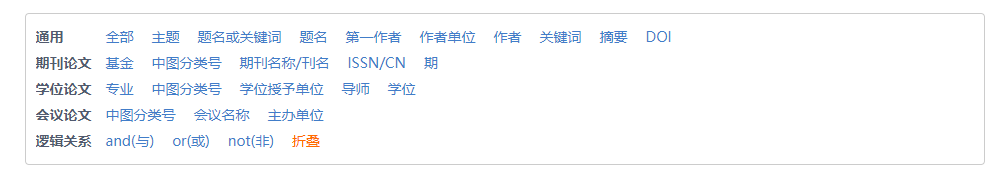 通用 全部 主题 题名或关键词 题名 第一作者 作者单位 作者 关键词 摘要 DOI
期刊论文 基金 中图分类号 期刊名称/刊名 ISSN/CN 期
学位论文 专业 中图分类号 学位授予单位 导师 学位
会议论文 中图分类号 会议名称 主办单位
逻辑关系 and(与) or(或) not(非) 折叠